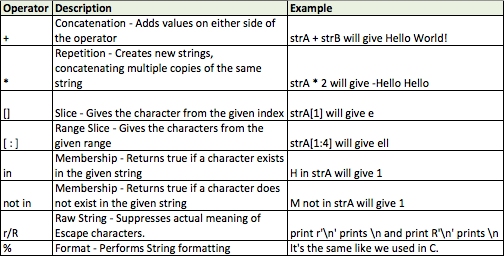 Operator Description Example
Concatenation - Adds values on either side of
+ the operator strA + strB will give Hello World!
Repetition - Creates new strings,
concatenating multiple copies of the same
* string strA * 2 will give -Hello Hello
[] Slice - Gives the character from the given index strA[1] will give e
Range Slice - Gives the characters from the
[ : ] given range strA[1:4] will give ell
Membership - Returns true if a character exists
in in the given string H in strA will give 1
Membership - Returns true if a character does
not in not exist in the given string M not in strA will give 1
Raw String - Suppresses actual meaning of
r/R Escape characters. print r'\n' prints \n and print R'\n' prints \n
% Format - Performs String formatting It's the same like we used in C.